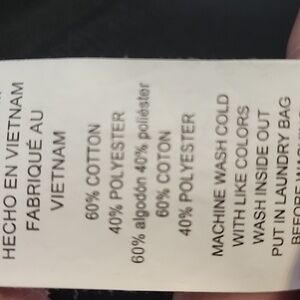 HECHO EN VIETNAM
FABRIQUÉ AU
VIETNAM
60% COTTON
40% POLYESTER
60% algodón 40% poliéster
60% COTON
40% POLYESTER
MACHINE WASH COLD
WITH LIKE COLORS
WASH INSIDE OUT
PUT IN LAUNDRY BAG